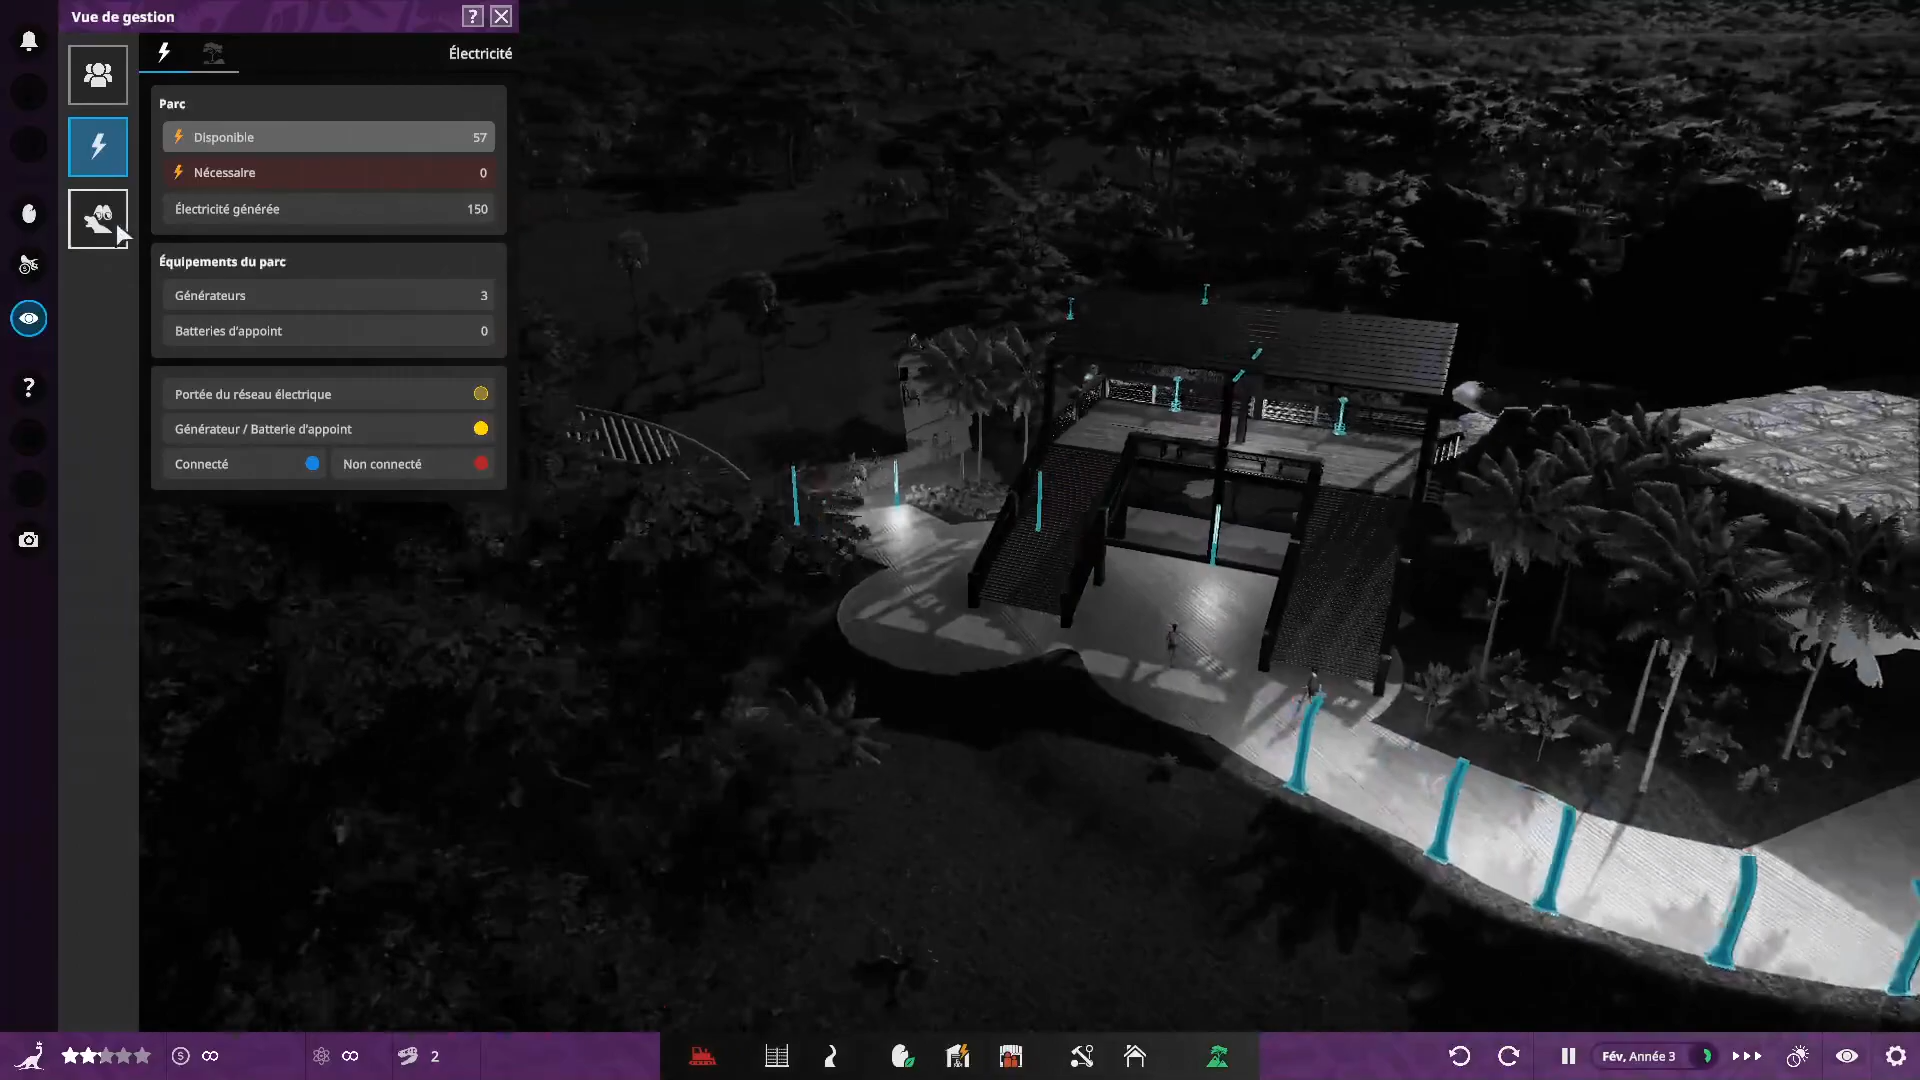 Vue de gestion
?
Électricité
Parc
Disponible 57
Nécessaire 0
Électricité générée 150
Équipements du parc
Générateurs 3
Batteries d'appoint 0
Portée du réseau électrique
Générateur / Batterie d'appoint
Connecté Non connecté
?
∞ ∞ 2
Fév, Année 3